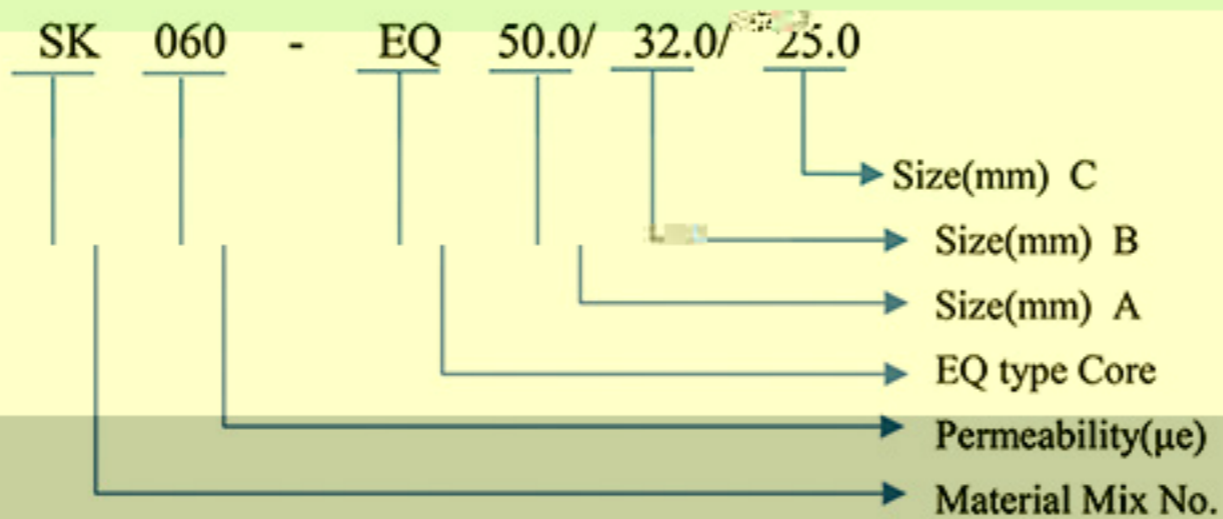 SK 060 - EQ 50.0/ 32.0/ 25.0
Size(mm) C
Size(mm) B
Size(mm) A
EQ type Core
Permeability(μe)
Material Mix No.